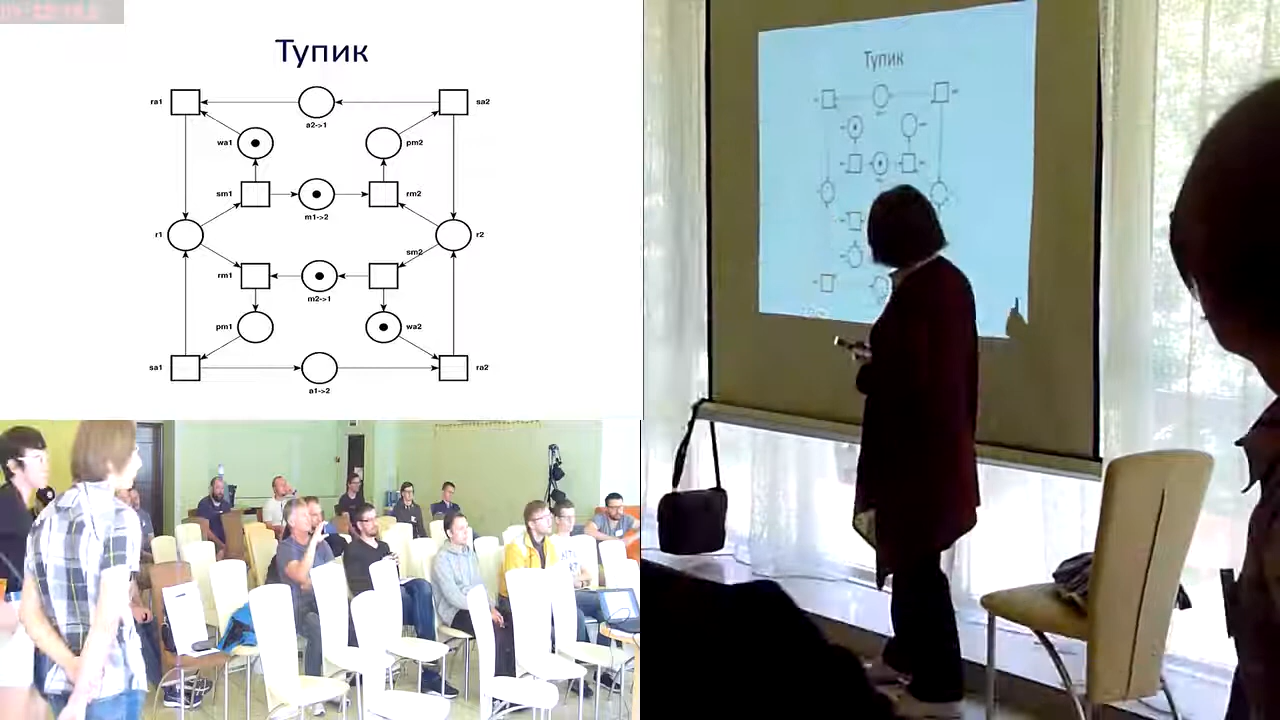 Тупик
ra1
a2->1
sa2
wa1
pm2
sm1
m1->2
rm2
r1
r2
sm2
rm1
m2->1
pm1
wa2
sa1
a1->2
ra2
Тупик